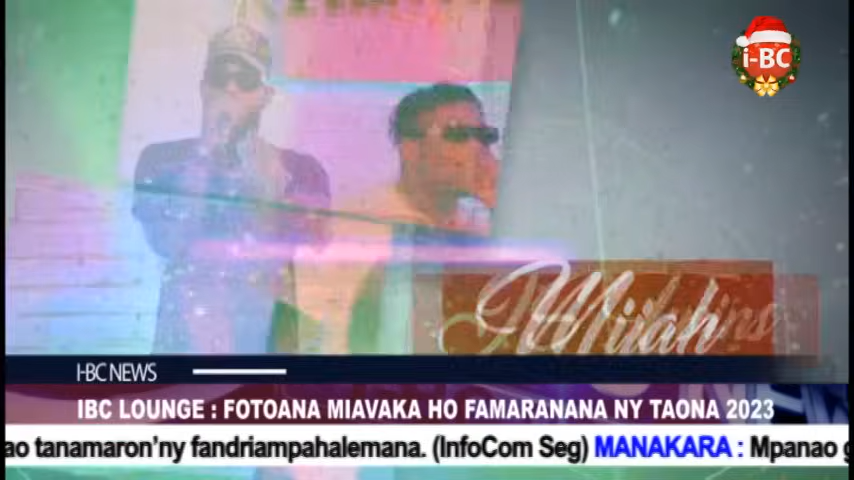 i-BC
Mijah
I-BC NEWS
IBC LOUNGE : FOTOANA MIAVAKA HO FAMARANANA NY TAONA 2023
ao tanamaron'ny fandriampahalemana. (InfoCom Seg) MANAKARA : Mpanao g